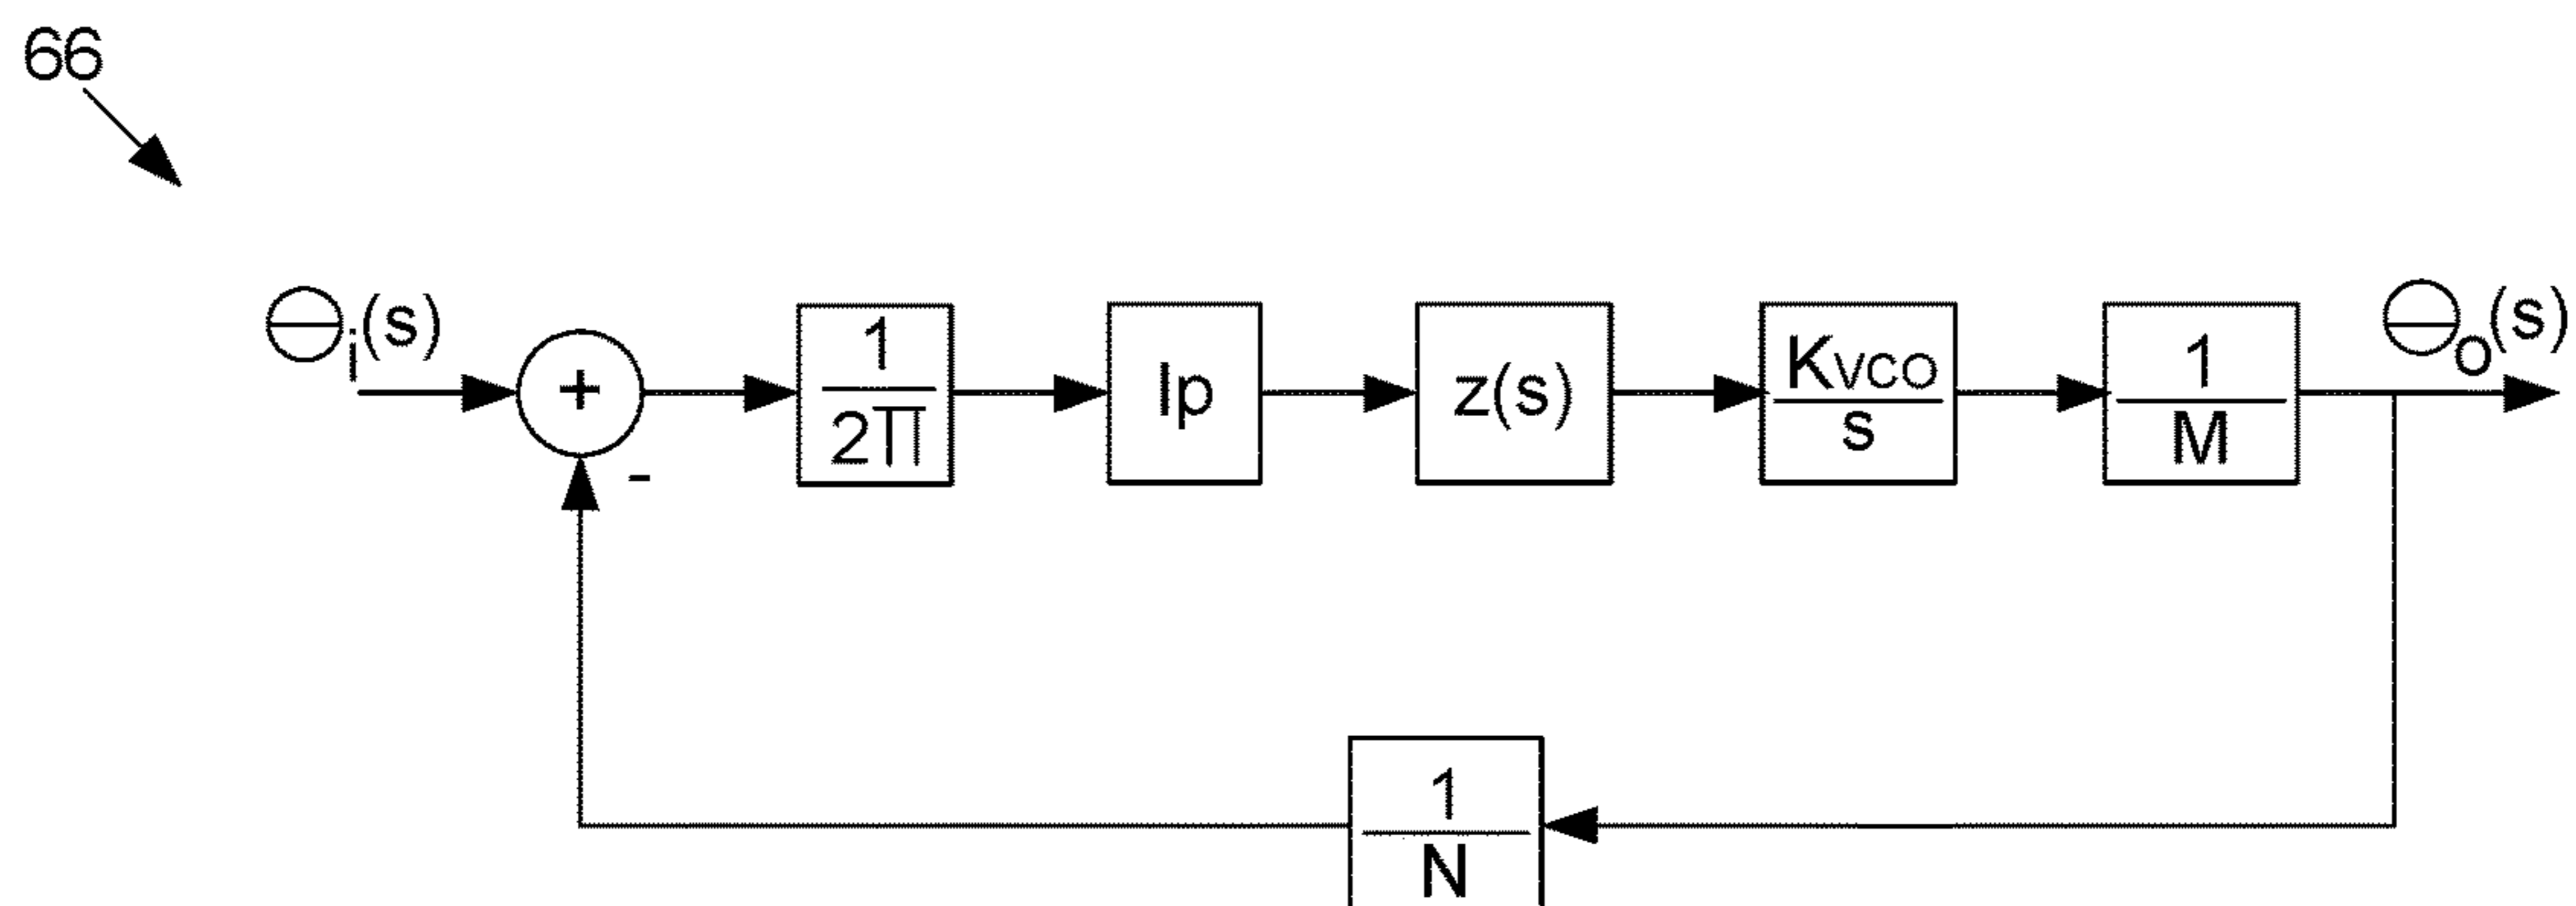 66
Θi(s)
+
-
1
2π
Ip
z(s)
KVCO
s
1
M
Θo(s)
1
N